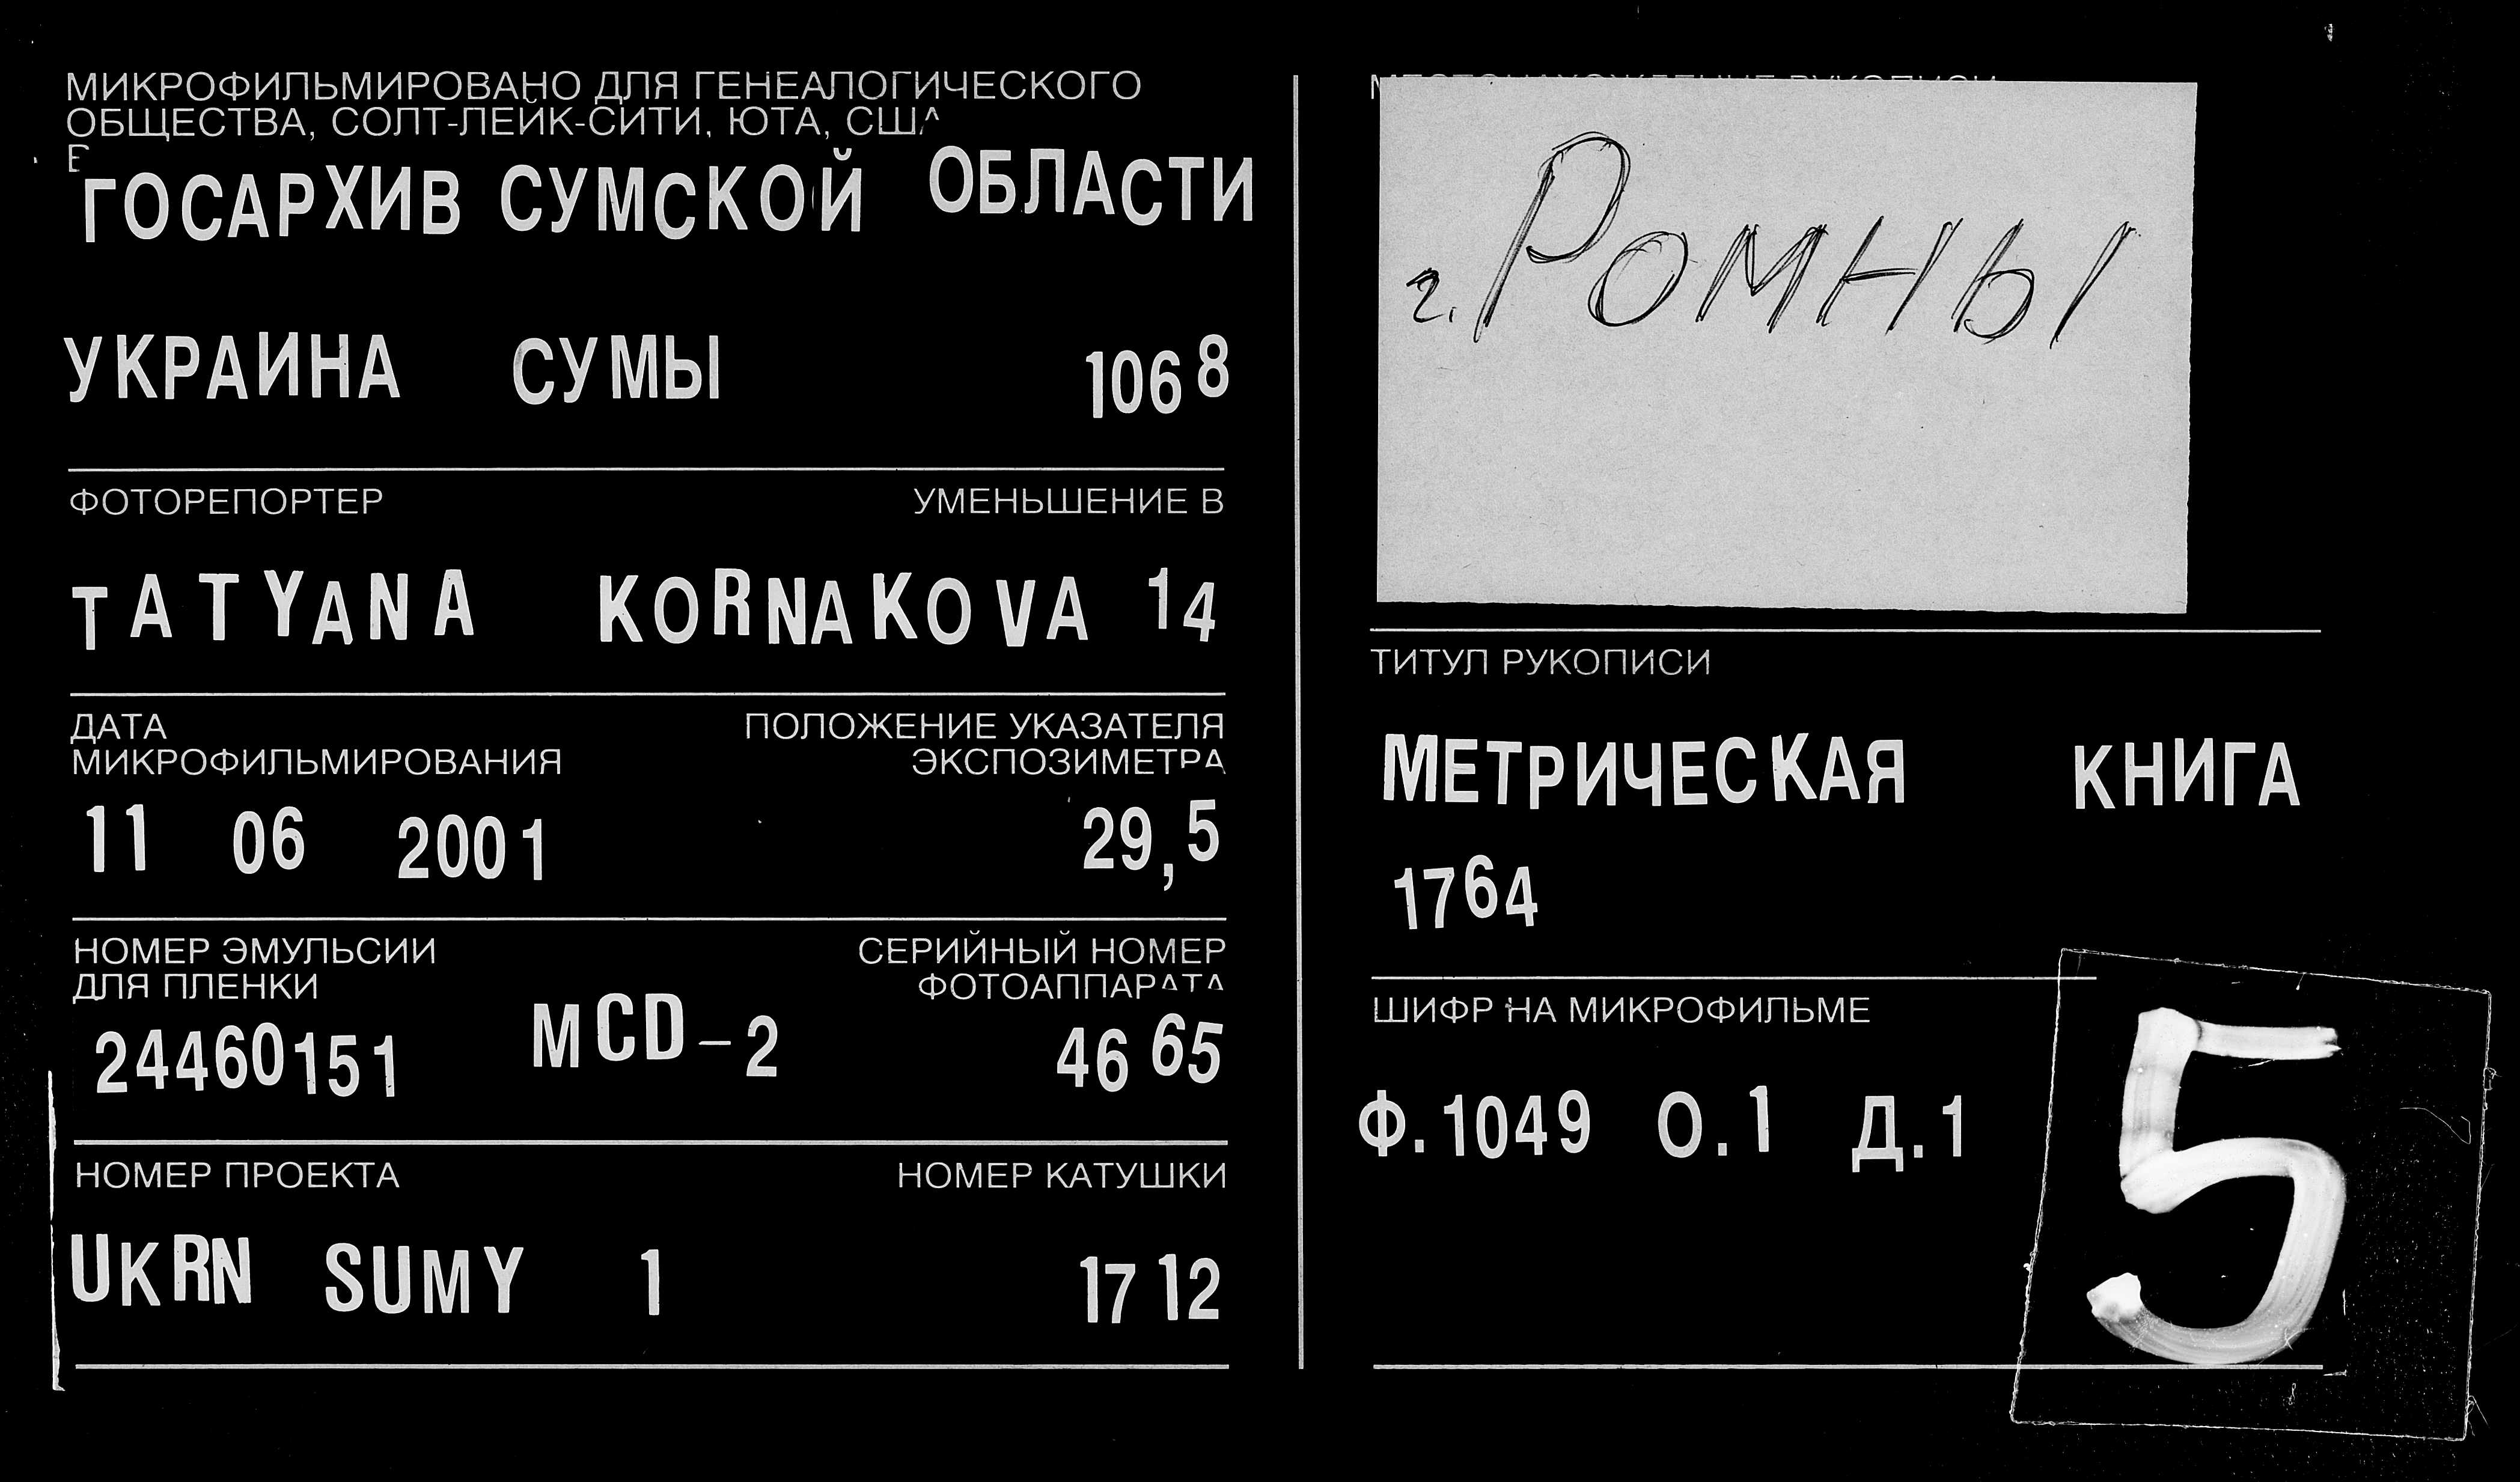 МИКРОФИЛЬМИРОВАНО ДЛЯ ГЕНЕАЛОГИЧЕСКОГО
ОБЩЕСТВА, СОЛТ-ЛЕЙК-СИТИ, ЮТА, США
В
ГОСАРХИВ СУМСКОЙ ОБЛАСТИ
УКРАИНА СУМЫ 1068
ФОТОРЕПОРТЕР УМЕНЬШЕНИЕ В
TATYANA KORNAKOVA 14
ДАТА
МИКРОФИЛЬМИРОВАНИЯ
ПОЛОЖЕНИЕ УКАЗАТЕЛЯ
ЭКСПОЗИМЕТРА
11 06 2001 29,5
НОМЕР ЭМУЛЬСИИ
ДЛЯ ПЛЕНКИ
СЕРИЙНЫЙ НОМЕР
ФОТОАППАРАТА
24460151 MCD-2 4665
НОМЕР ПРОЕКТА НОМЕР КАТУШКИ
UKRN SUMY 1 1712
МЕСТОНАХОЖДЕНИЕ РУКОПИСИ
г. Ромны
ТИТУЛ РУКОПИСИ
МЕТРИЧЕСКАЯ КНИГА
1764
ШИФР НА МИКРОФИЛЬМЕ
Ф.1049 О.1 Д.1
5